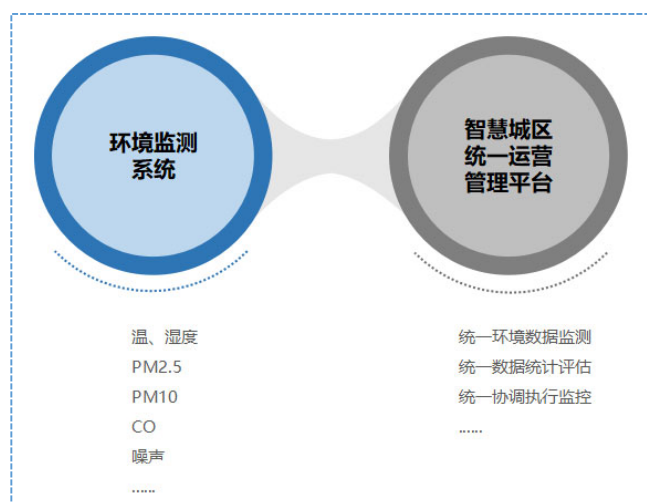 环境监测
系统
智慧城区
统一运营
管理平台
温、湿度
PM2.5
PM10
CO
噪声
......
统一环境数据监测
统一数据统计评估
统一协调执行监控
......